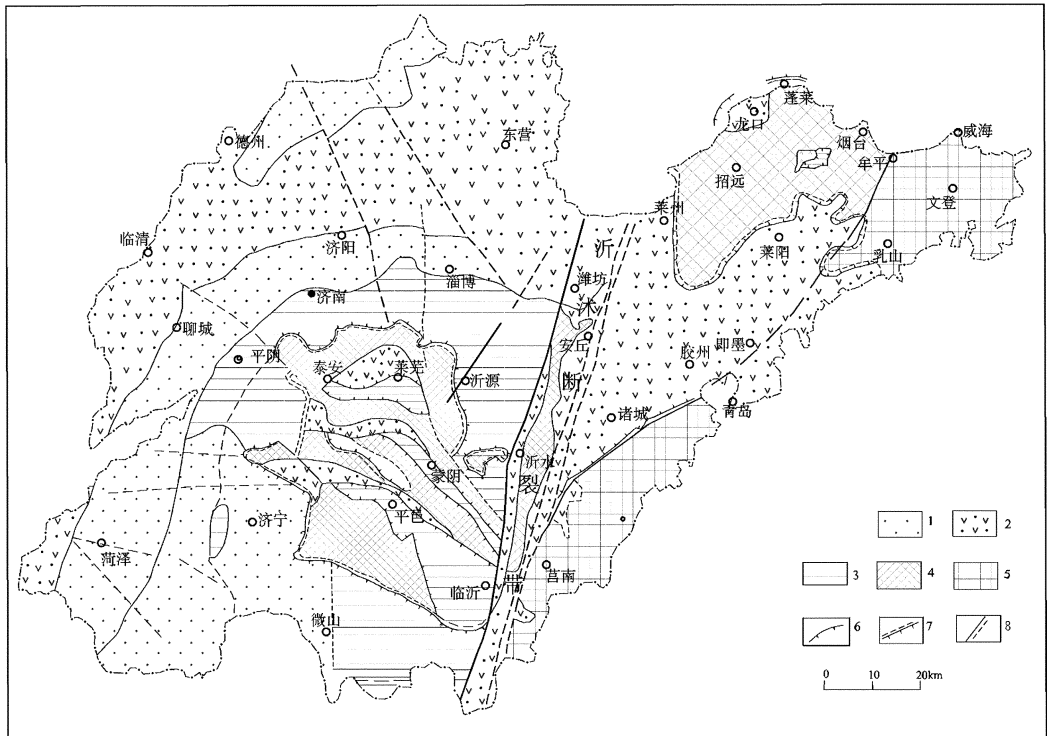 蓬莱
龙口
烟台
威海
德州
东营
牟平
招远
文登
莱州
临清
济阳
沂
莱阳
乳山
淄博
潍坊
济南
沭
聊城
安丘
平阴
即墨
泰安
莱芜
沂源
断
胶州
青岛
诸城
蒙阴
沂水
裂
济宁
平邑
菏泽
莒南
临沂
带
微山
1
2
3
4
5
6
7
8
0 10 20km